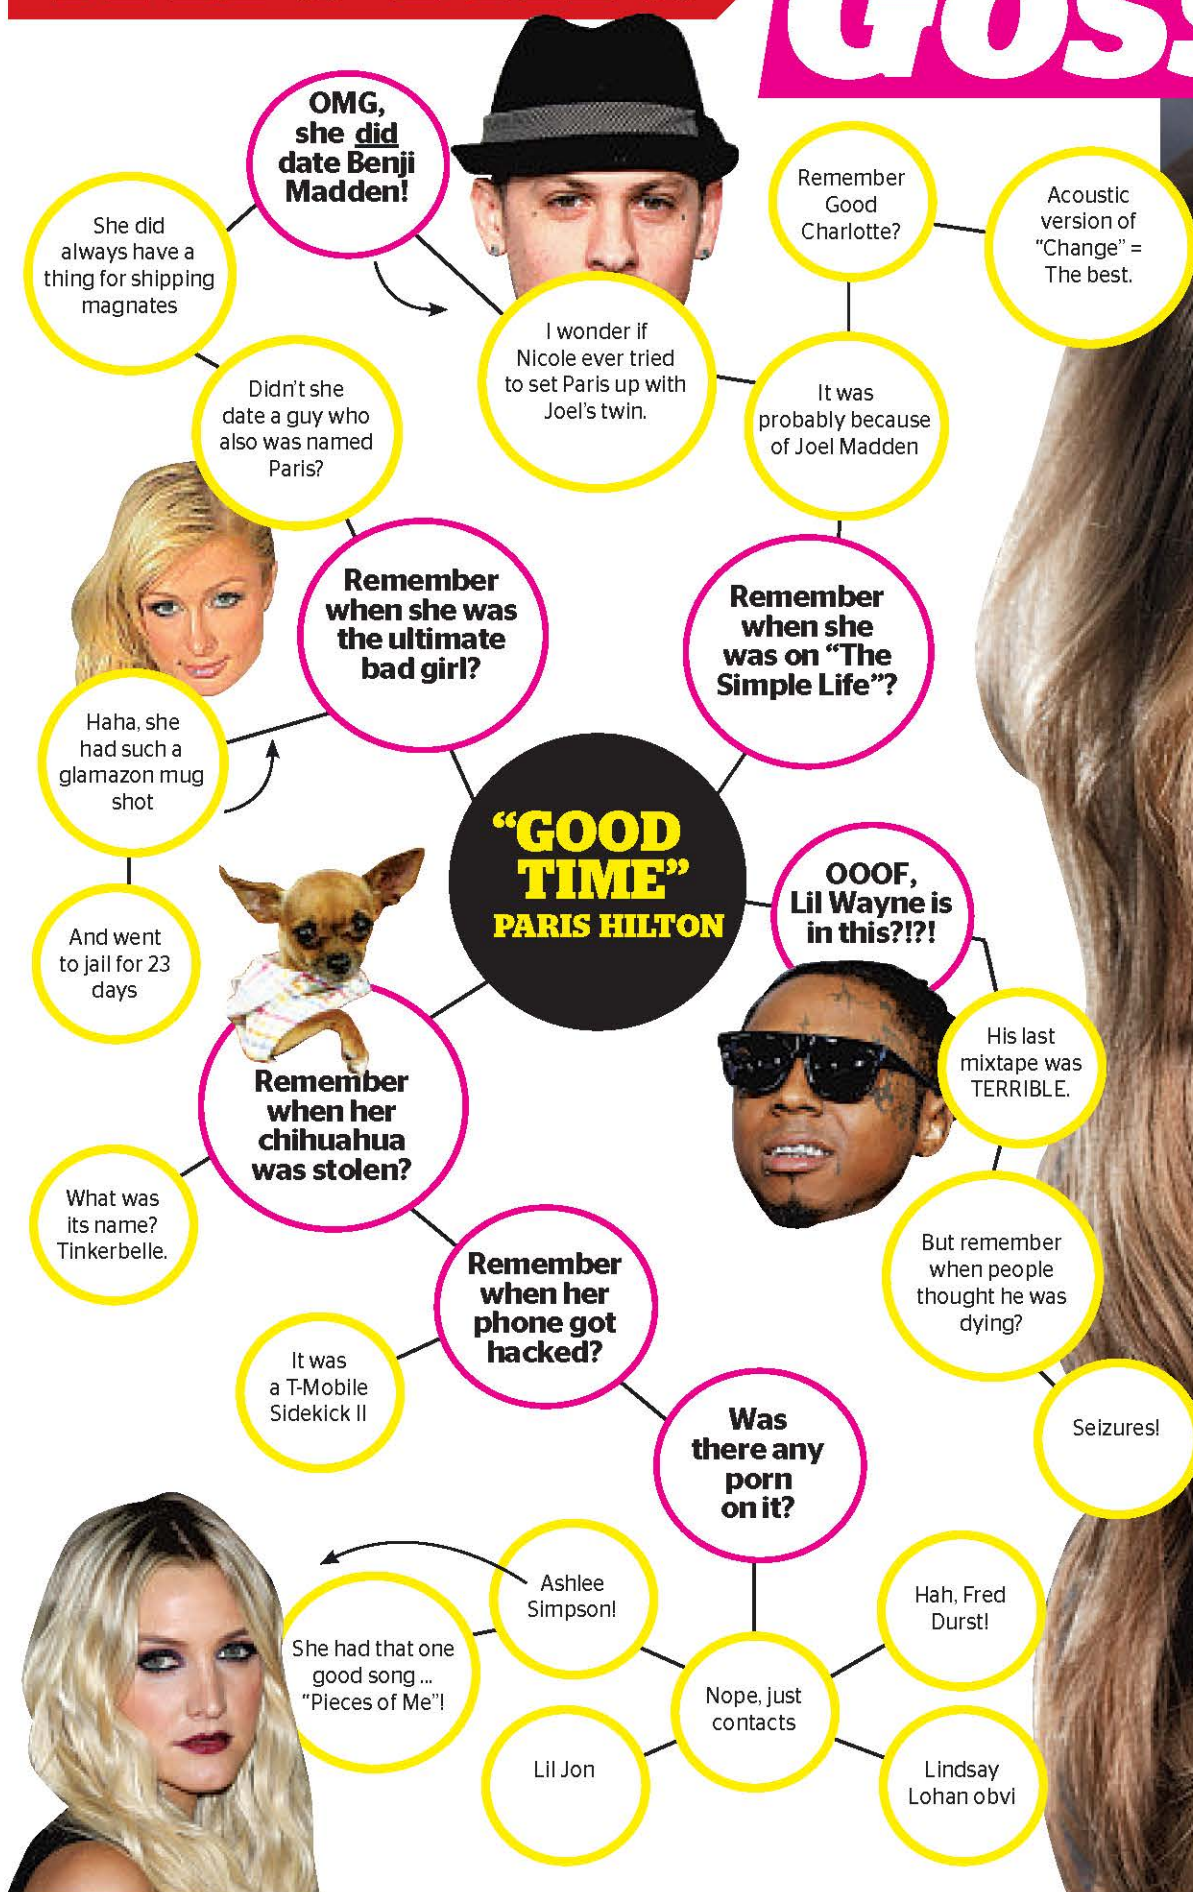 Goss
OMG,
she did
date Benji
Madden!
She did
always have a
thing for shipping
magnates
Didn't she
date a guy who
also was named
Paris?
I wonder if
Nicole ever tried
to set Paris up with
Joel's twin.
Remember
Good
Charlotte?
Acoustic
version of
"Change" =
The best.
It was
probably because
of Joel Madden
Remember
when she was
the ultimate
bad girl?
Remember
when she
was on "The
Simple Life"?
Haha, she
had such a
glamazon mug
shot
And went
to jail for 23
days
"GOOD
TIME"
PARIS HILTON
OOOF,
Lil Wayne is
in this?!?!
His last
mixtape was
TERRIBLE.
But remember
when people
thought he was
dying?
Seizures!
Remember
when her
chihuahua
was stolen?
What was
its name?
Tinkerbelle.
Remember
when her
phone got
hacked?
It was
a T-Mobile
Sidekick II
Was
there any
porn
on it?
Nope, just
contacts
Ashlee
Simpson!
She had that one
good song ...
"Pieces of Me"!
Lil Jon
Hah, Fred
Durst!
Lindsay
Lohan obvi